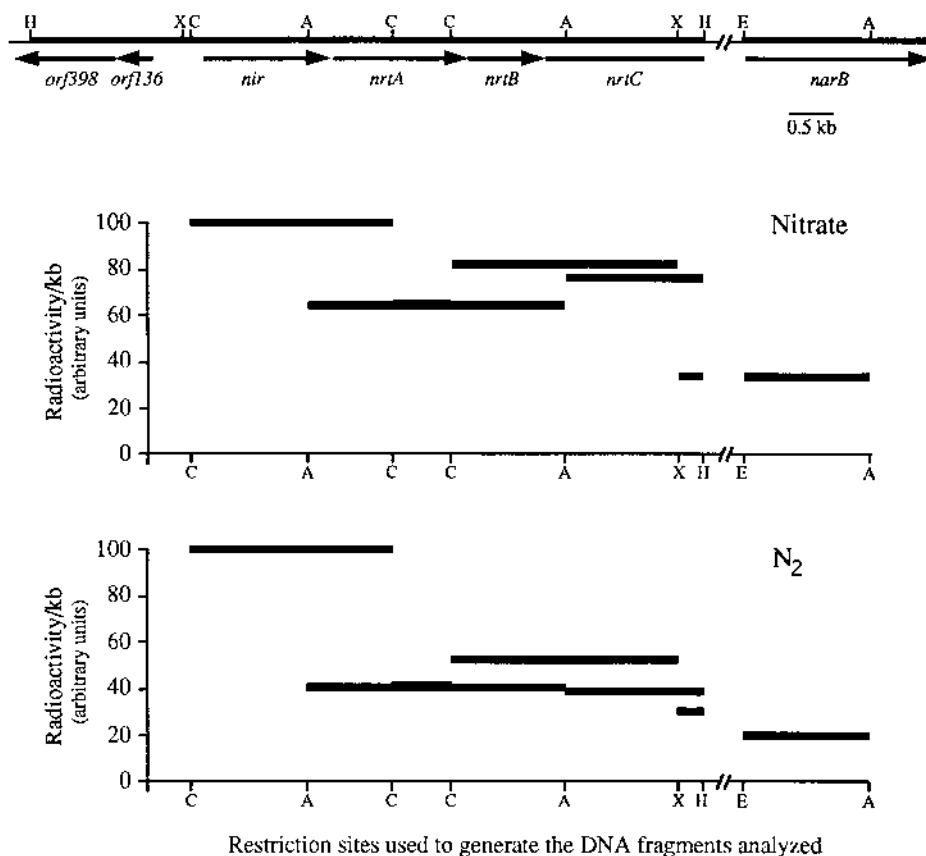 H X C A C C A X H E A
orf398 orf136 nir nrtA nrtB nrtC narB
0.5 kb
Nitrate
Radioactivity/kb
(arbitrary units)
100
80
60
40
20
0
C A C C A X H E A
N2
Radioactivity/kb
(arbitrary units)
100
80
60
40
20
0
C A C C A X H E A
Restriction sites used to generate the DNA fragments analyzed